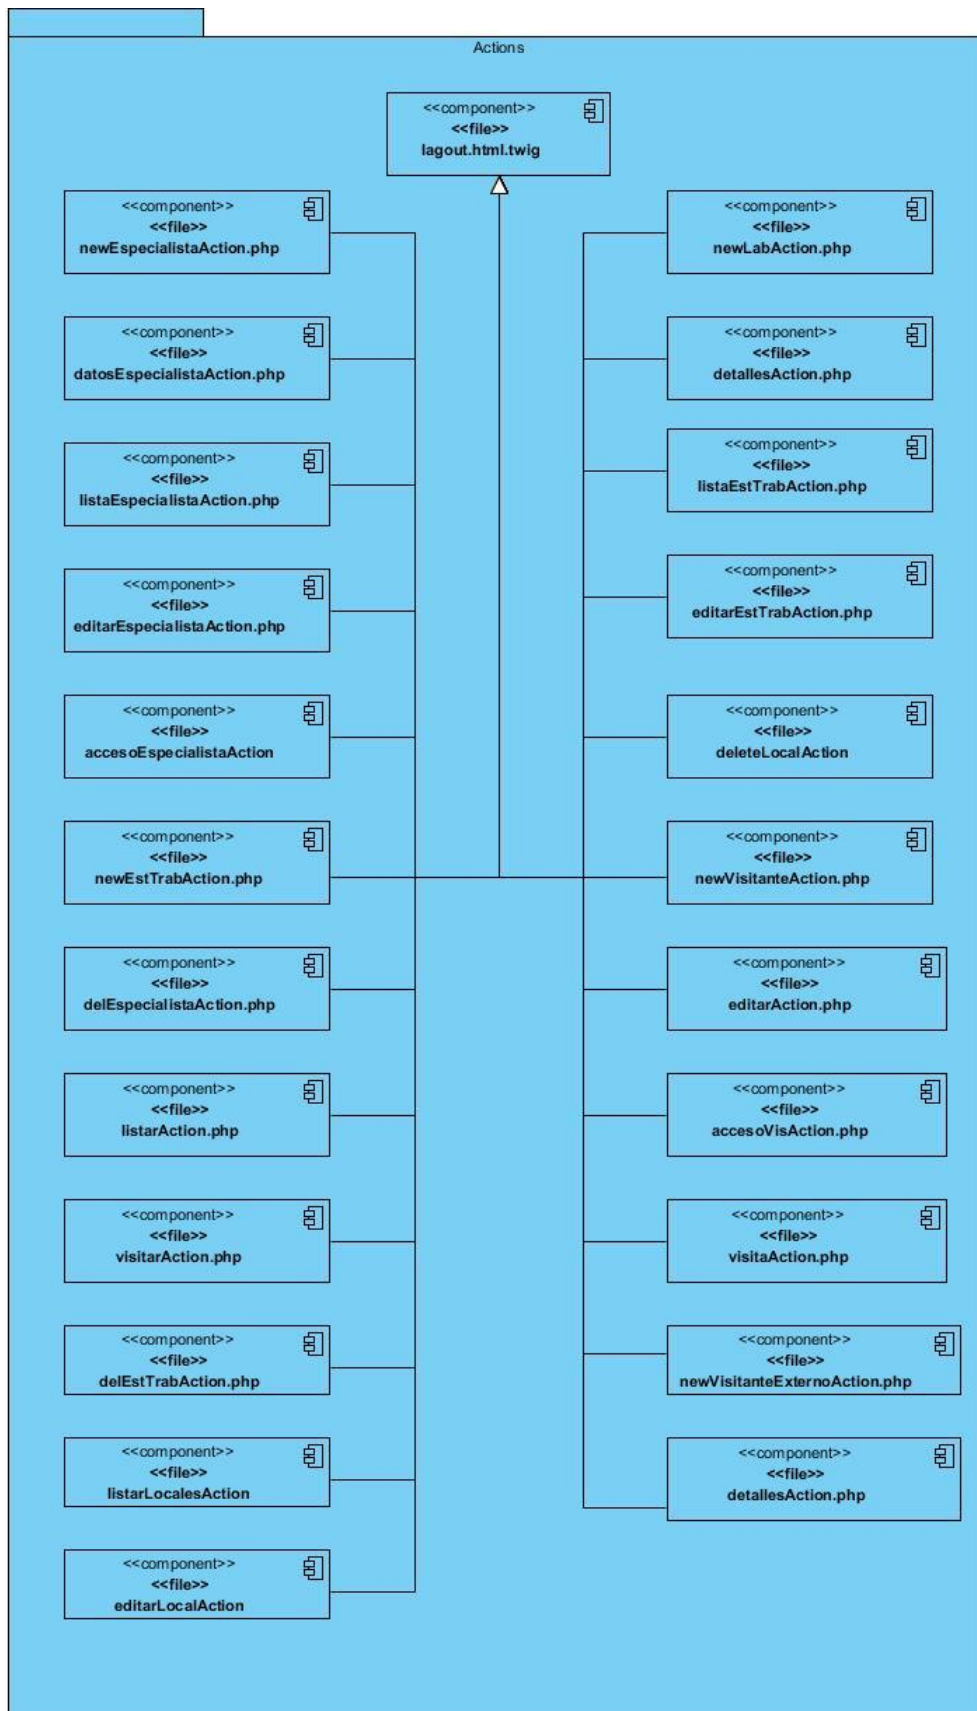 Actions
<<component>>
<<file>>
lagout.html.twig
<<component>>
<<file>>
newEspecialistaAction.php
<<component>>
<<file>>
datosEspecialistaAction.php
<<component>>
<<file>>
listaEspecialistaAction.php
<<component>>
<<file>>
editarEspecialistaAction.php
<<component>>
<<file>>
accesoEspecialistaAction
<<component>>
<<file>>
newEstTrabAction.php
<<component>>
<<file>>
delEspecialistaAction.php
<<component>>
<<file>>
listarAction.php
<<component>>
<<file>>
visitarAction.php
<<component>>
<<file>>
delEstTrabAction.php
<<component>>
<<file>>
listarLocalesAction
<<component>>
<<file>>
editarLocalAction
<<component>>
<<file>>
newLabAction.php
<<component>>
<<file>>
detallesAction.php
<<component>>
<<file>>
listaEstTrabAction.php
<<component>>
<<file>>
editarEstTrabAction.php
<<component>>
<<file>>
deleteLocalAction
<<component>>
<<file>>
newVisitanteAction.php
<<component>>
<<file>>
editarAction.php
<<component>>
<<file>>
accesoVisAction.php
<<component>>
<<file>>
visitaAction.php
<<component>>
<<file>>
newVisitanteExternoAction.php
<<component>>
<<file>>
detallesAction.php